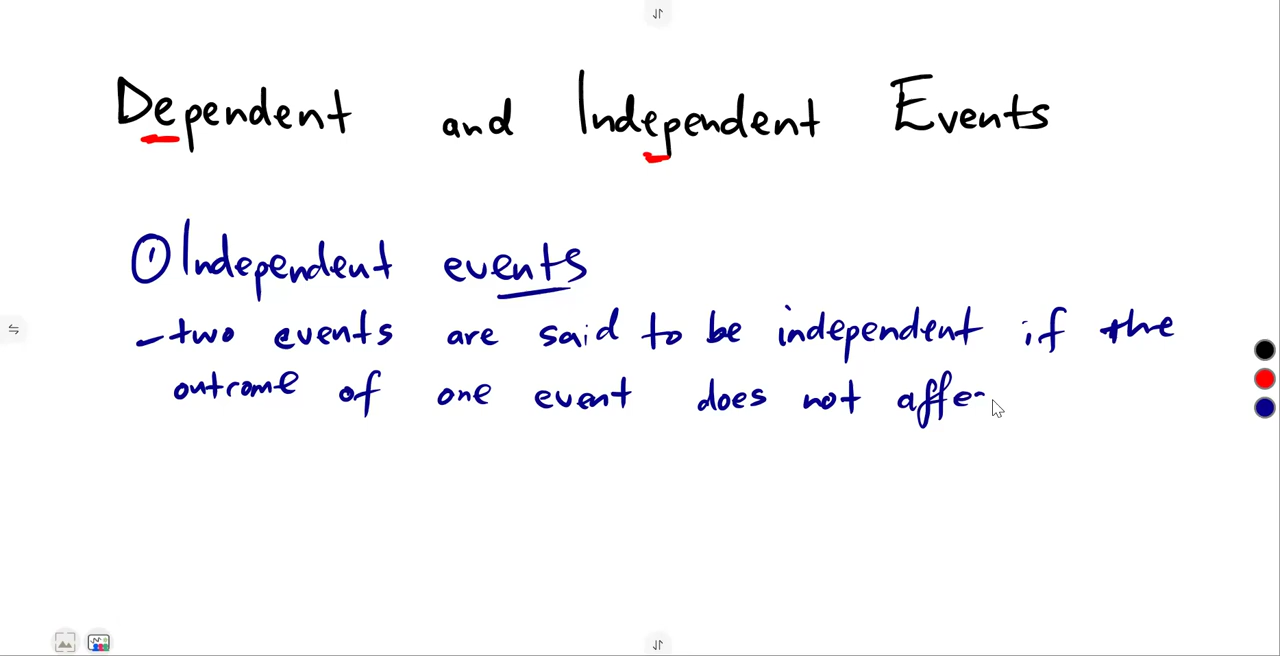 Dependent and Independent Events
① Independent events
- two events are said to be independent if the
outcome of one event does not affe